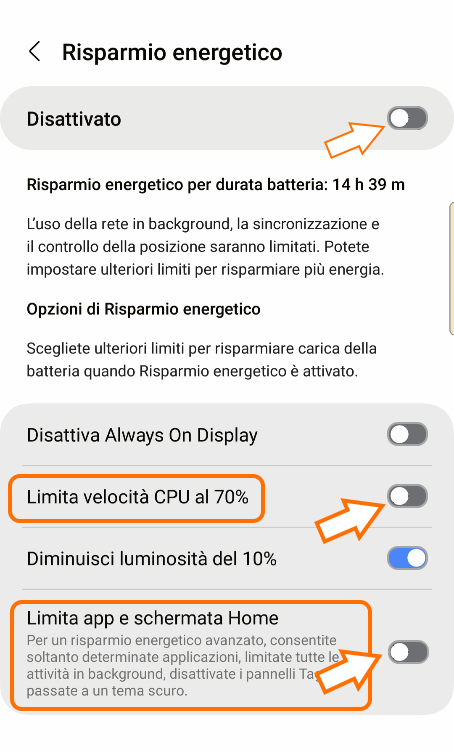 Risparmio energetico
Disattivato
Risparmio energetico per durata batteria: 14 h 39 m
L'uso della rete in background, la sincronizzazione e
il controllo della posizione saranno limitati. Potete
impostare ulteriori limiti per risparmiare più energia.
Opzioni di Risparmio energetico
Scegliete ulteriori limiti per risparmiare carica della
batteria quando Risparmio energetico è attivato.
Disattiva Always On Display
Limita velocità CPU al 70%
Diminuisci luminosità del 10%
Limita app e schermata Home
Per un risparmio energetico avanzato, consentite
soltanto determinate applicazioni, limitate tutte le
attività in background, disattivate i pannelli
passate a un tema scuro.